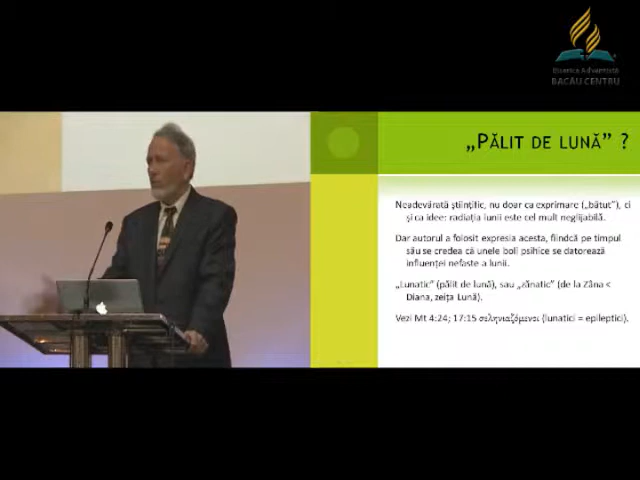 Biserica Adventistă
BACĂU CENTRU
„PĂLIT DE LUNĂ” ?
Neadevărată științific, nu doar ca exprimare („bătut”), ci
și ca idee: radiația lunii este cel mult neglijabilă.
Dar autorul a folosit expresia acesta, fiindcă pe timpul
său se credea că unele boli psihice se datorează
influenței nefaste a lunii.
„Lunatic” (pălit de lună), sau „zănatic” (de la Zâna <
Diana, zeița Lună).
Vezi Mt 4:24; 17:15 σεληνιαζόμενοι (lunatici = epileptici).